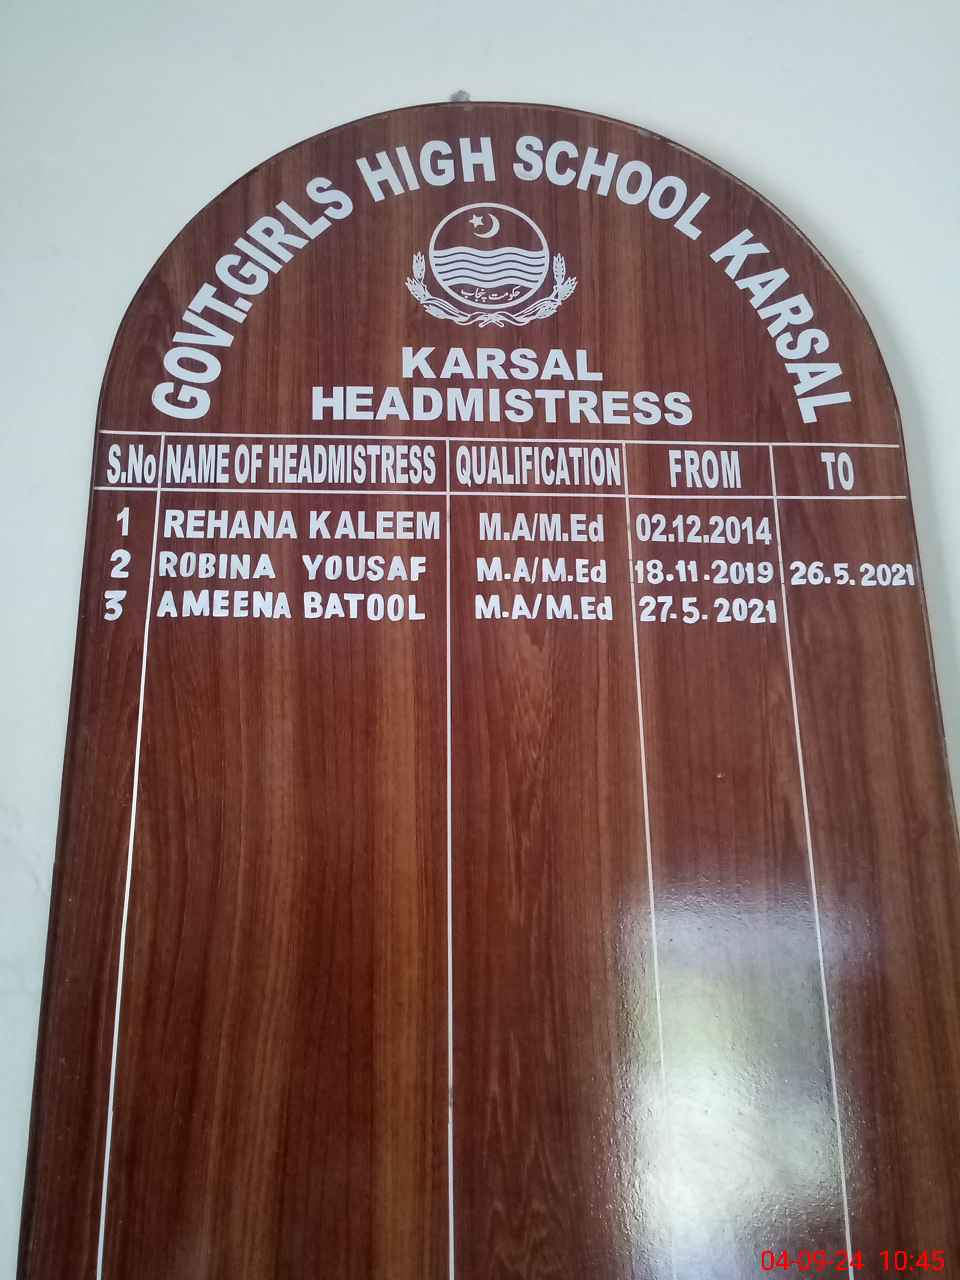 GOVT.GIRLS HIGH SCHOOL KARSAL
حکومت پنجاب
KARSAL
HEADMISTRESS
S.No NAME OF HEADMISTRESS QUALIFICATION FROM TO
1 REHANA KALEEM M.A/M.Ed 02.12.2014
2 ROBINA YOUSAF M.A/M.Ed 18.11.2019 26.5.2021
3 AMEENA BATOOL M.A/M.Ed 27.5.2021
04-09-24 10:45